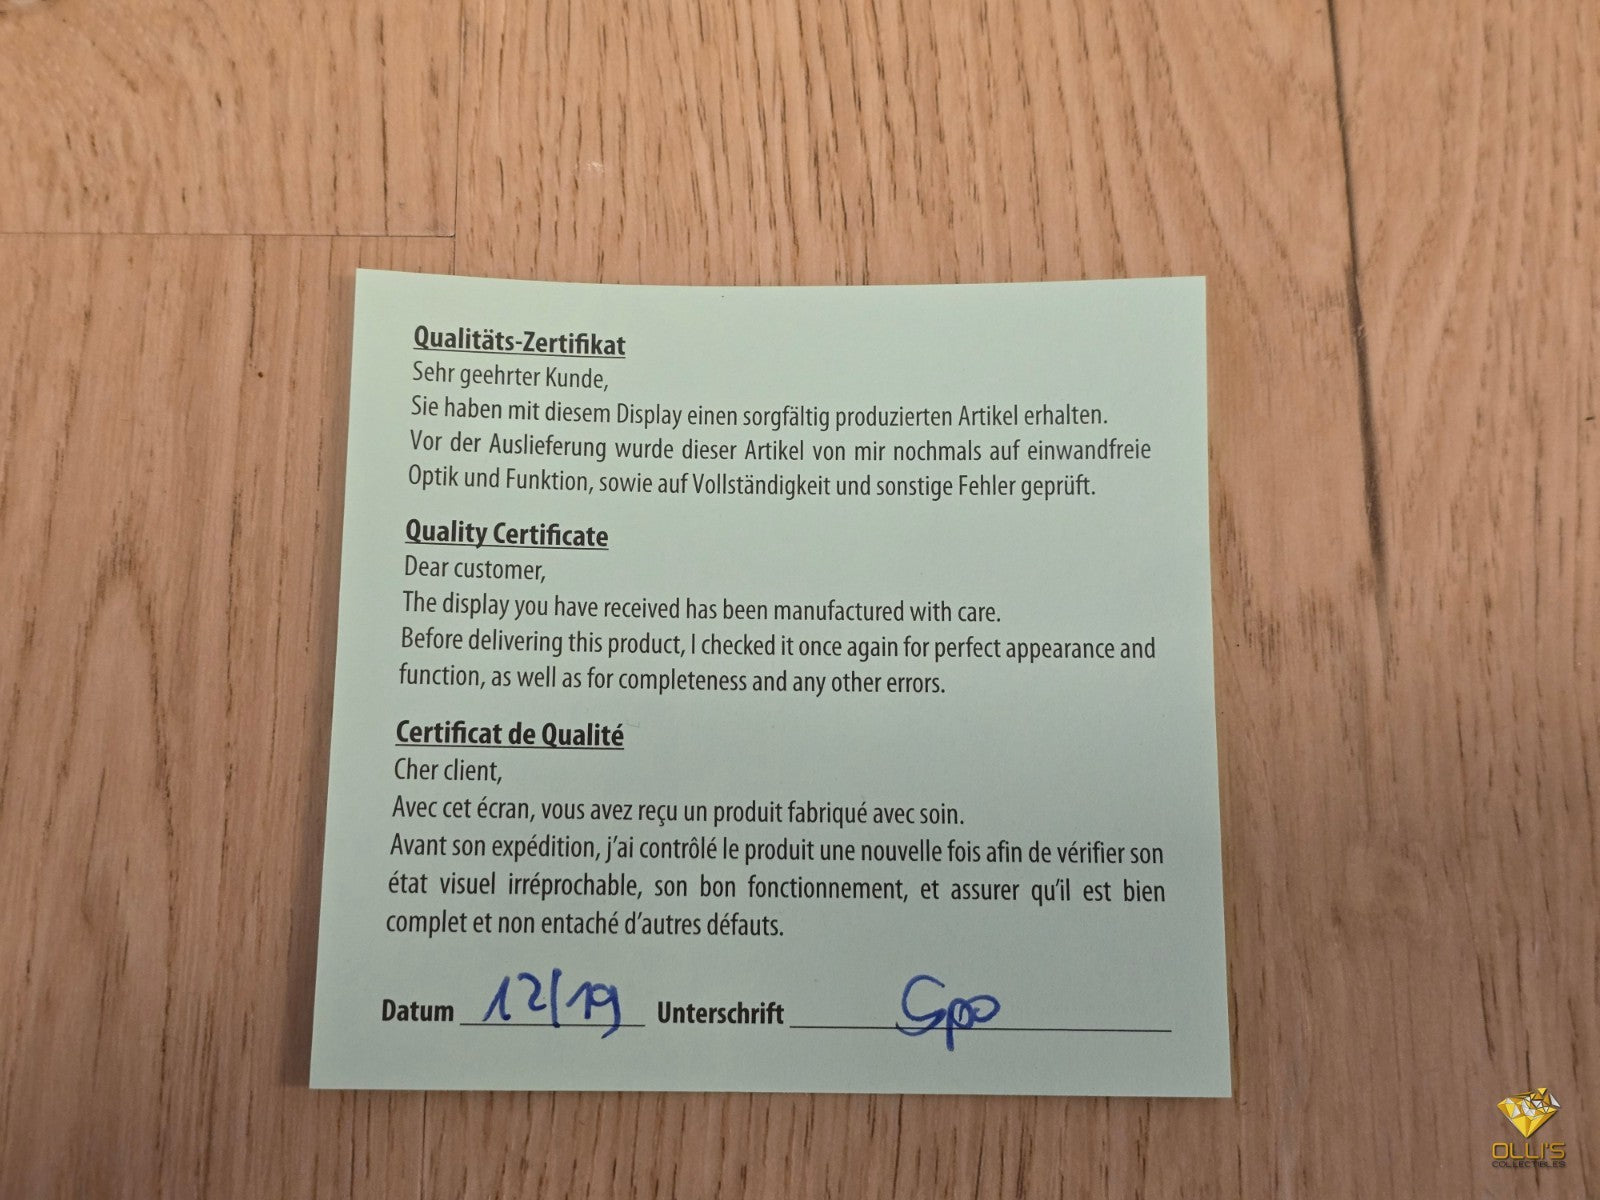 Qualitäts-Zertifikat
Sehr geehrter Kunde,
Sie haben mit diesem Display einen sorgfältig produzierten Artikel erhalten.
Vor der Auslieferung wurde dieser Artikel von mir nochmals auf einwandfreie
Optik und Funktion, sowie auf Vollständigkeit und sonstige Fehler geprüft.
Quality Certificate
Dear customer,
The display you have received has been manufactured with care.
Before delivering this product, I checked it once again for perfect appearance and
function, as well as for completeness and any other errors.
Certificat de Qualité
Cher client,
Avec cet écran, vous avez reçu un produit fabriqué avec soin.
Avant son expédition, j'ai contrôlé le produit une nouvelle fois afin de vérifier son
état visuel irréprochable, son bon fonctionnement, et assurer qu'il est bien
complet et non entaché d'autres défauts.
Datum 12/19 Unterschrift
OLLI'S
COLLECTIBLES